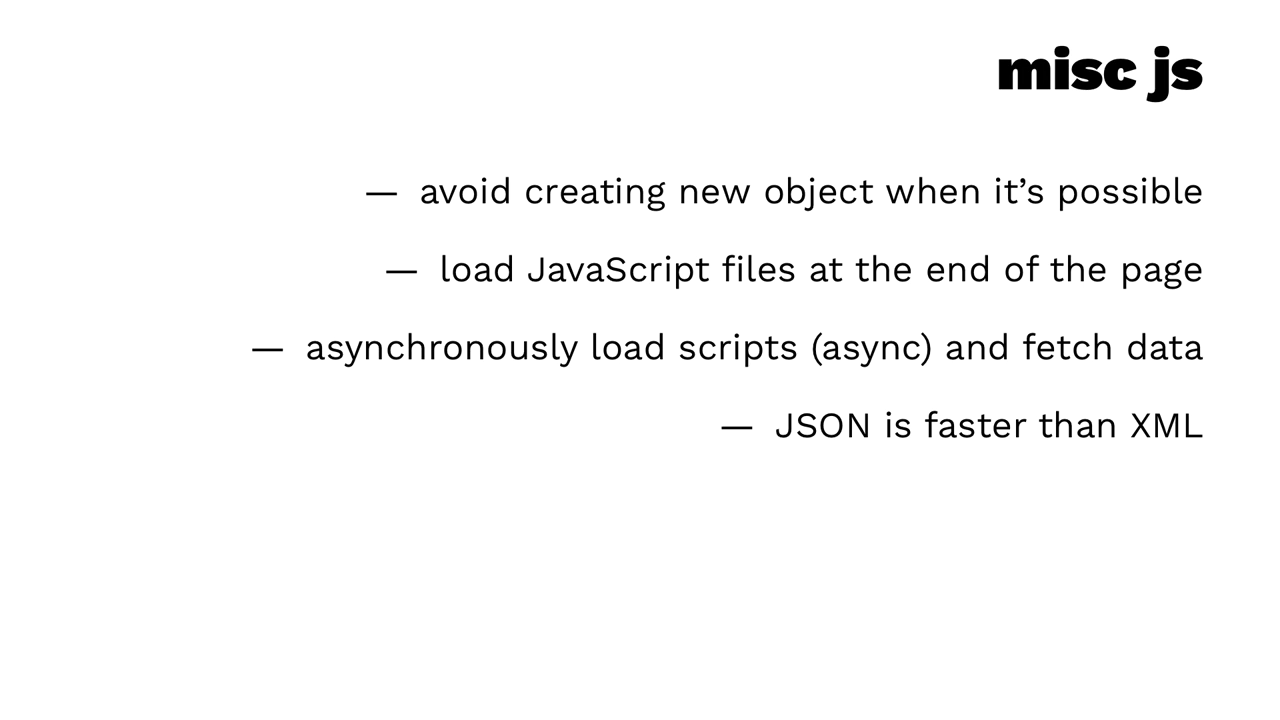 misc js
— avoid creating new object when it’s possible
— load JavaScript files at the end of the page
— asynchronously load scripts (async) and fetch data
— JSON is faster than XML